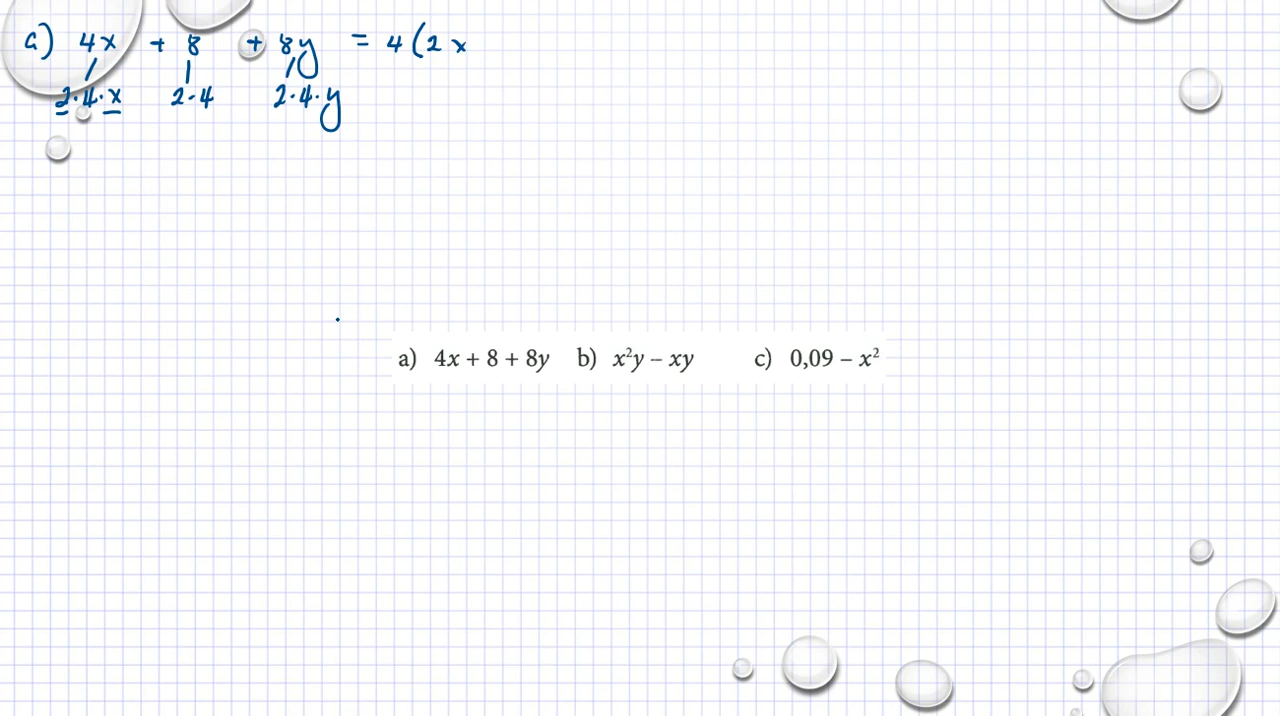 a) 4x + 8 + 8y = 4(2x
2·4·x 2·4 2·4·y
a) 4x + 8 + 8y b) x²y – xy c) 0,09 – x²